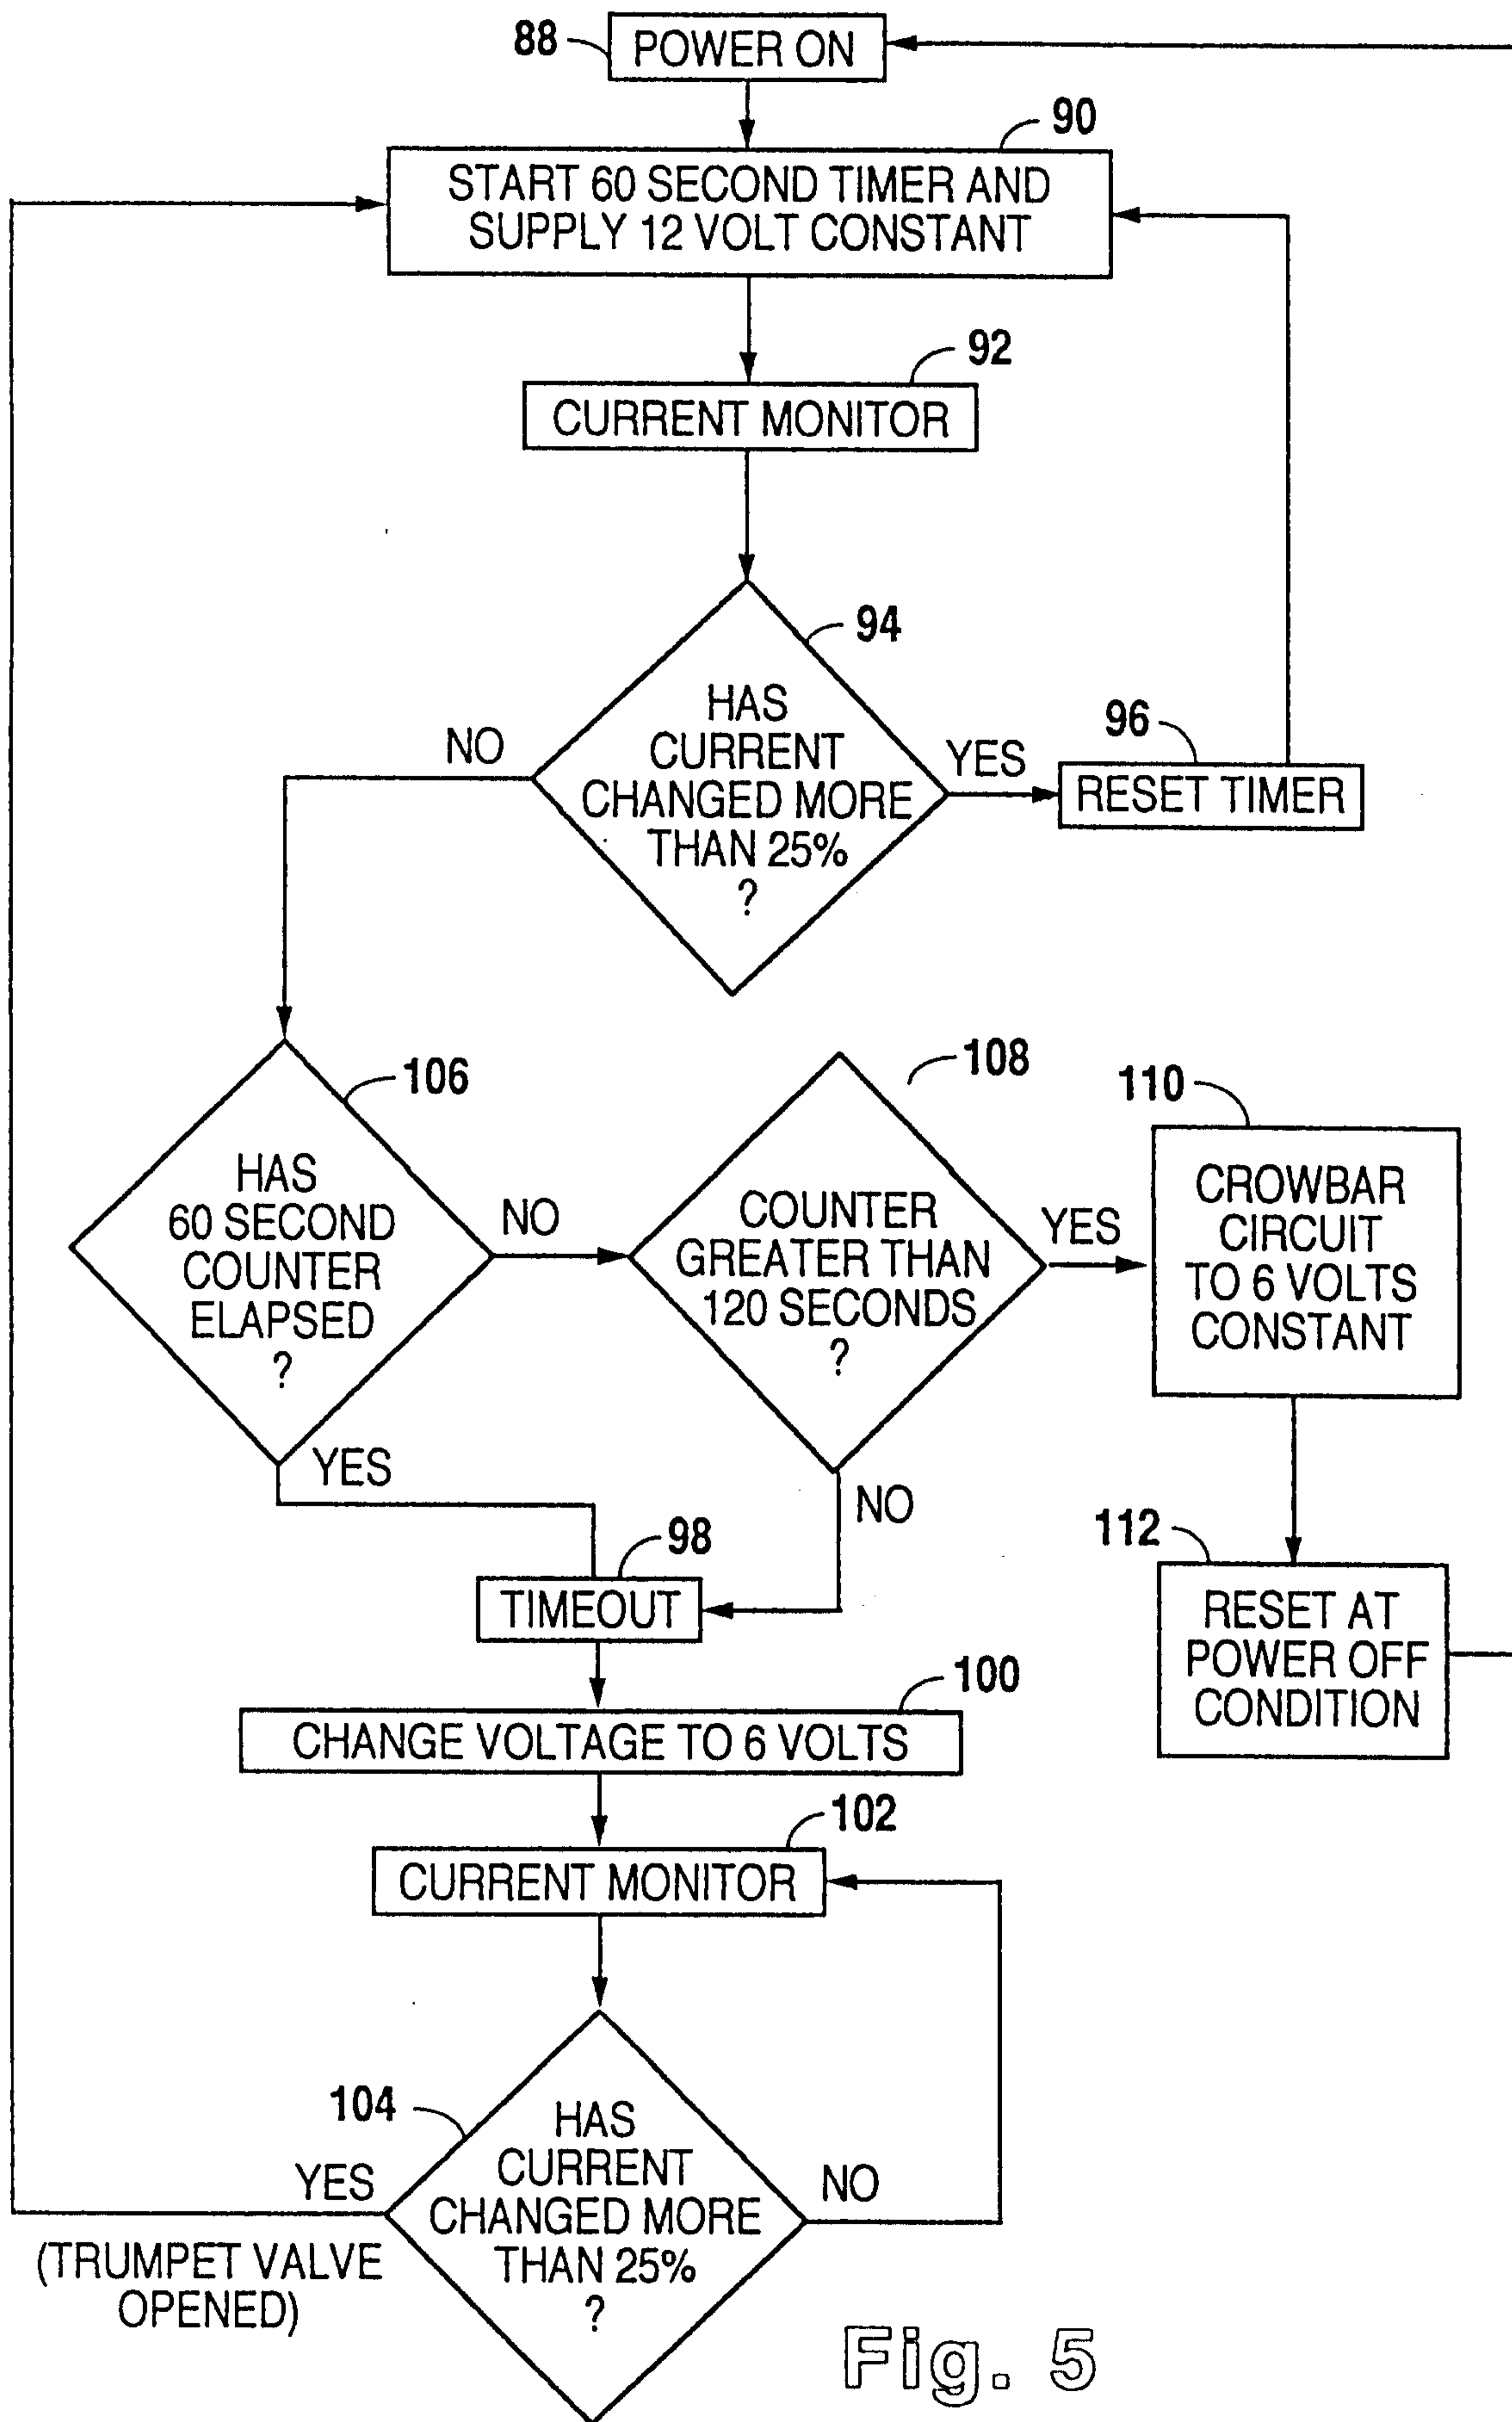 88
POWER ON
90
START 60 SECOND TIMER AND
SUPPLY 12 VOLT CONSTANT
92
CURRENT MONITOR
94
HAS
CURRENT
CHANGED MORE
THAN 25%
?
NO
YES
96
RESET TIMER
106
HAS
60 SECOND
COUNTER
ELAPSED
?
NO
YES
108
COUNTER
GREATER THAN
120 SECONDS
?
YES
NO
110
CROWBAR
CIRCUIT
TO 6 VOLTS
CONSTANT
112
RESET AT
POWER OFF
CONDITION
98
TIMEOUT
100
CHANGE VOLTAGE TO 6 VOLTS
102
CURRENT MONITOR
104
HAS
CURRENT
CHANGED MORE
THAN 25%
?
YES
NO
(TRUMPET VALVE
OPENED)
Fig. 5